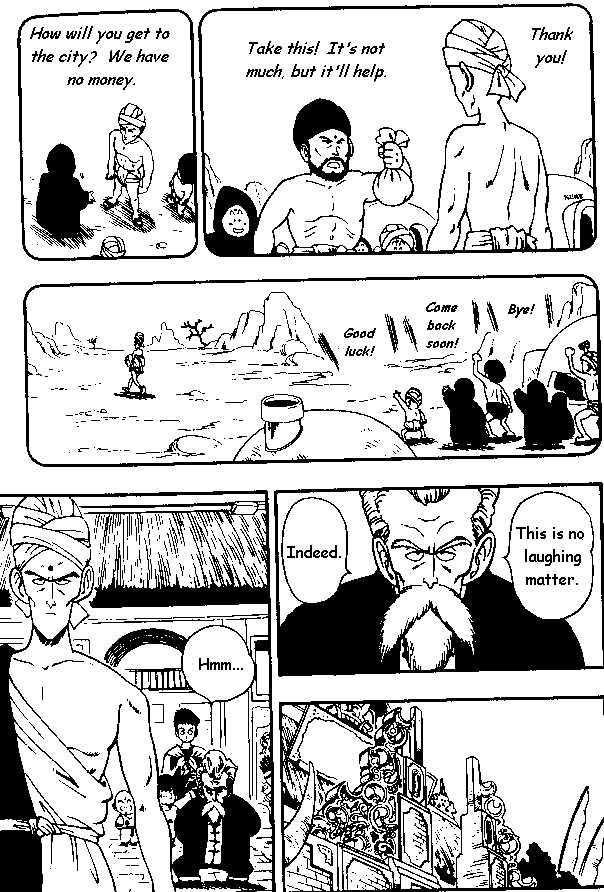 How will you get to
the city? We have
no money.
Take this! It's not
much, but it'll help.
Thank
you!
Good
luck!
Come
back
soon!
Bye!
Hmm...
Indeed.
This is no
laughing
matter.